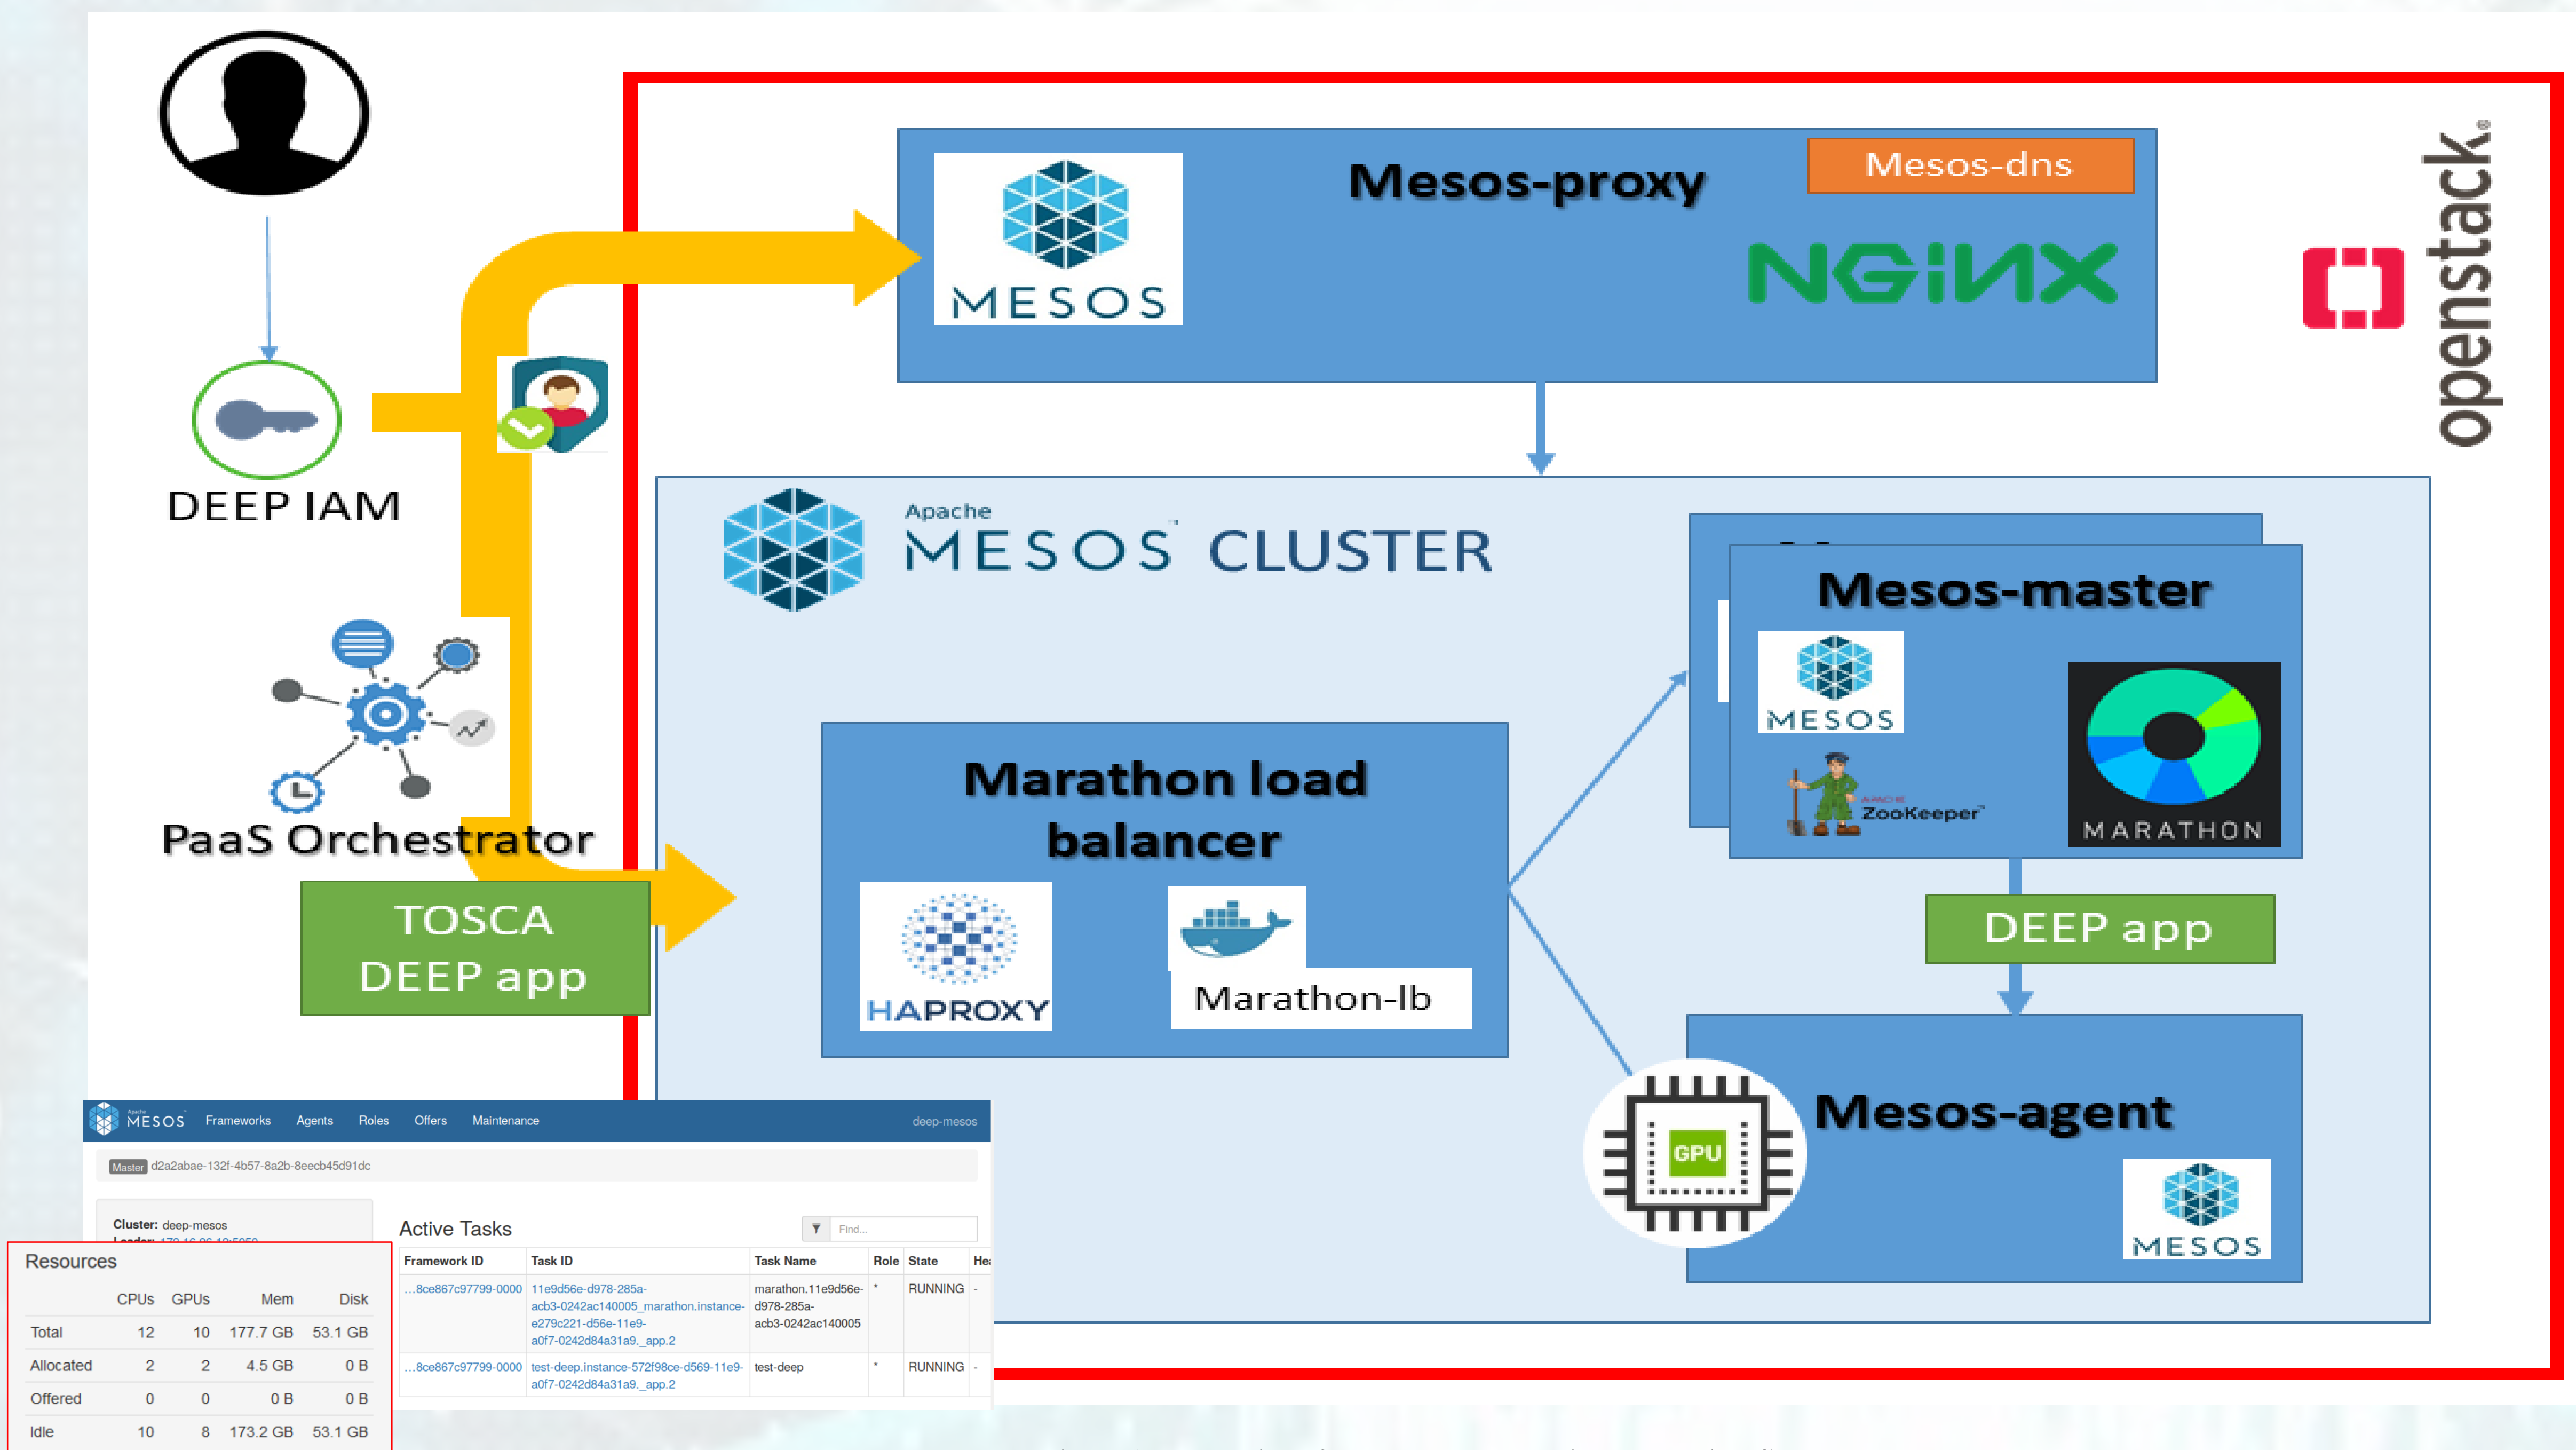 Mesos-proxy
Mesos-dns
MESOS
NGiNX
openstack.
DEEP IAM
Apache
MESOS™ CLUSTER
Mesos-master
MESOS
APACHE
ZooKeeper™
MARATHON
PaaS Orchestrator
TOSCA
DEEP app
Marathon load
balancer
HAPROXY
Marathon-lb
DEEP app
GPU
Mesos-agent
MESOS
Apache
MESOS™ Frameworks Agents Roles Offers Maintenance deep-mesos
Master d2a2abae-132f-4b57-8a2b-8eecb45d91dc
Cluster: deep-mesos
Active Tasks
Find...
Framework ID Task ID Task Name Role State
…8ce867c97799-0000 11e9d56e-d978-285a- marathon.11e9d56e- * RUNNING -
acb3-0242ac140005_marathon.instance- d978-285a-
e279c221-d56e-11e9- acb3-0242ac140005
a0f7-0242d84a31a9._app.2
…8ce867c97799-0000 test-deep.instance-572f98ce-d569-11e9- test-deep * RUNNING -
a0f7-0242d84a31a9._app.2
Resources
CPUs GPUs Mem Disk
Total 12 10 177.7 GB 53.1 GB
Allocated 2 2 4.5 GB 0 B
Offered 0 0 0 B 0 B
Idle 10 8 173.2 GB 53.1 GB